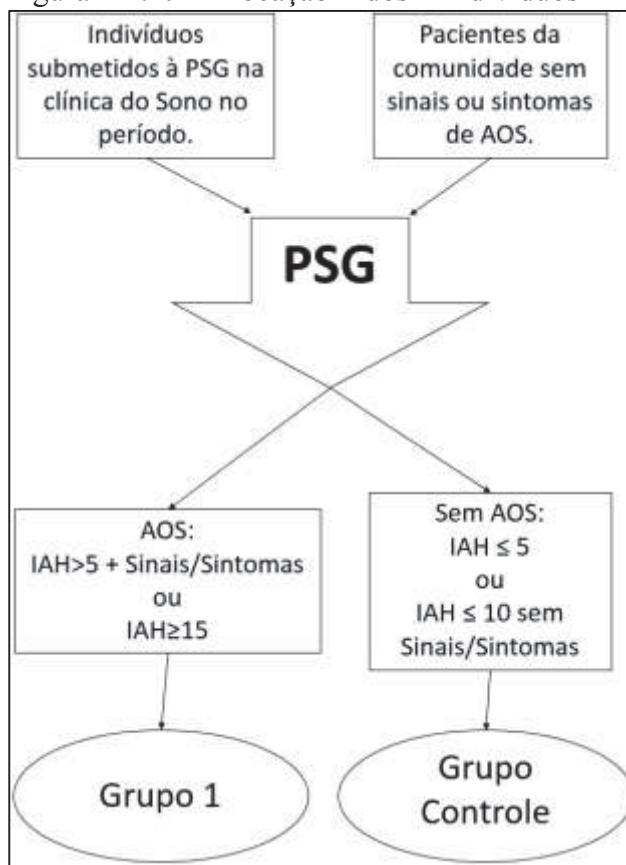 Indivíduos
submetidos à PSG na
clínica do Sono no
período.
Pacientes da
comunidade sem
sinais ou sintomas
de AOS.
PSG
AOS:
IAH>5 + Sinais/Sintomas
ou
IAH≥15
Sem AOS:
IAH ≤ 5
ou
IAH ≤ 10 sem
Sinais/Sintomas
Grupo 1
Grupo
Controle